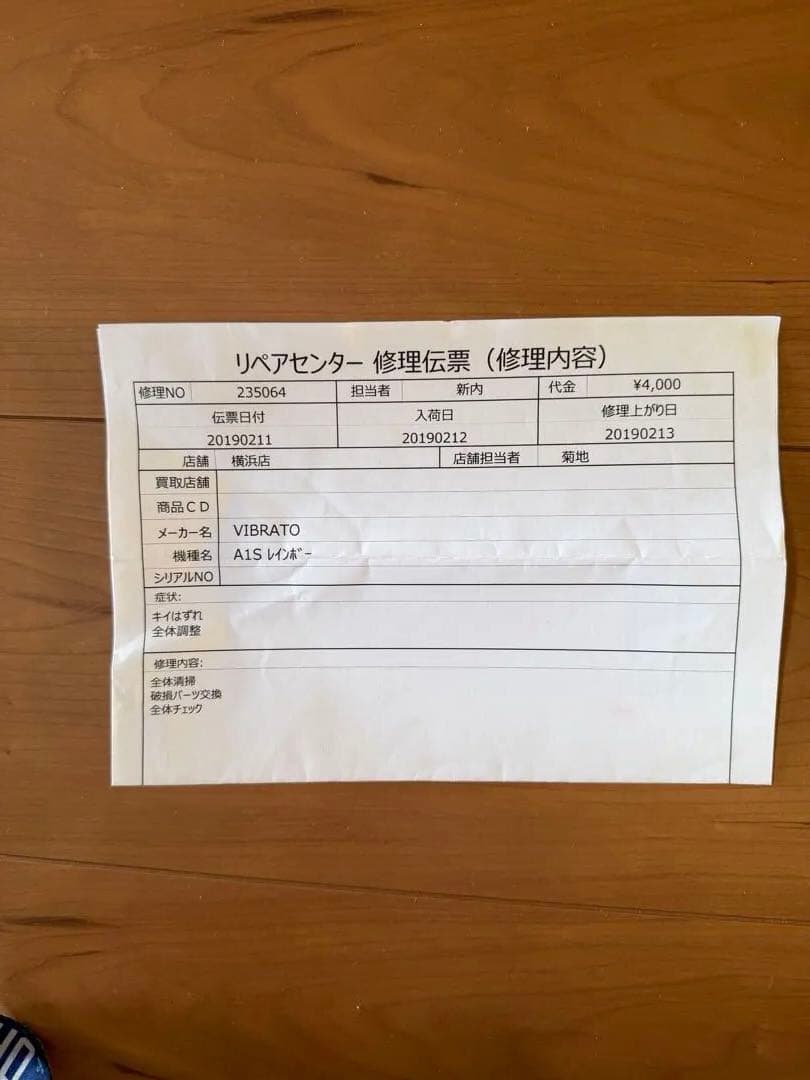 リペアセンター 修理伝票（修理内容）
修理NO 235064 担当者 新内 代金 ¥4,000
伝票日付 入荷日 修理上がり日
20190211 20190212 20190213
店舗 横浜店 店舗担当者 菊地
買取店舗
商品CD
メーカー名 VIBRATO
機種名 A1S ﾚｲﾝﾎﾞｰ
シリアルNO
症状:
キイはずれ
全体調整
修理内容:
全体清掃
破損パーツ交換
全体チェック